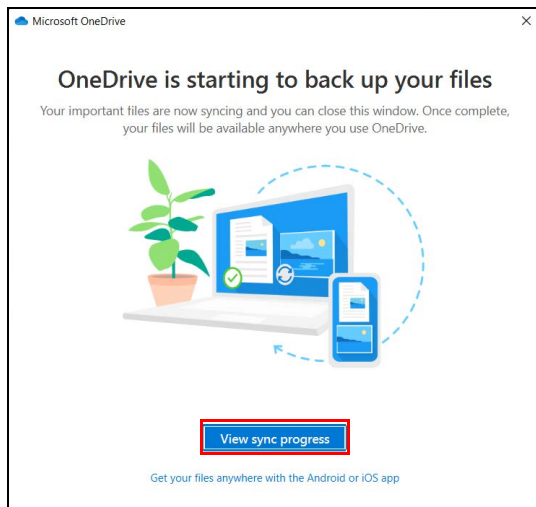 Microsoft OneDrive
OneDrive is starting to back up your files
Your important files are now syncing and you can close this window. Once complete,
your files will be available anywhere you use OneDrive.
View sync progress
Get your files anywhere with the Android or iOS app